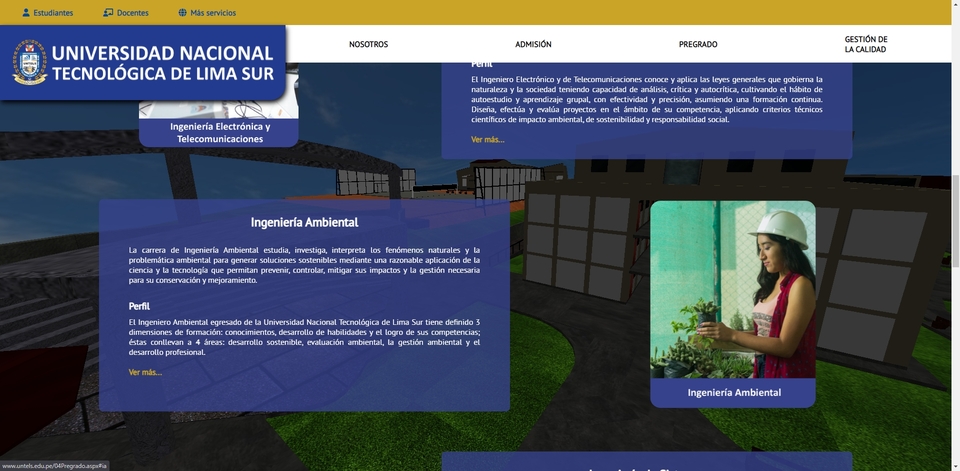 Estudiantes
Docentes
Más servicios
UNIVERSIDAD NACIONAL
TECNOLÓGICA DE LIMA SUR
NOSOTROS
ADMISIÓN
PREGRADO
GESTIÓN DE
LA CALIDAD
Ingeniería Electrónica y
Telecomunicaciones
Perfil
El Ingeniero Electrónico y de Telecomunicaciones conoce y aplica las leyes generales que gobierna la
naturaleza y la sociedad teniendo capacidad de análisis, crítica y autocrítica, cultivando el hábito de
autoestudio y aprendizaje grupal, con efectividad y precisión, asumiendo una formación continua.
Diseña, efectúa y evalúa proyectos en el ámbito de su competencia, aplicando criterios técnicos
científicos de impacto ambiental, de sostenibilidad y responsabilidad social.
Ver más...
Ingeniería Ambiental
La carrera de Ingeniería Ambiental estudia, investiga, interpreta los fenómenos naturales y la
problemática ambiental para generar soluciones sostenibles mediante una razonable aplicación de la
ciencia y la tecnología que permitan prevenir, controlar, mitigar sus impactos y la gestión necesaria
para su conservación y mejoramiento.
Perfil
El Ingeniero Ambiental egresado de la Universidad Nacional Tecnológica de Lima Sur tiene definido 3
dimensiones de formación: conocimientos, desarrollo de habilidades y el logro de sus competencias;
éstas conllevan a 4 áreas: desarrollo sostenible, evaluación ambiental, la gestión ambiental y el
desarrollo profesional.
Ver más...
Ingeniería Ambiental
www.untels.edu.pe/04Pregrado.aspx#ia